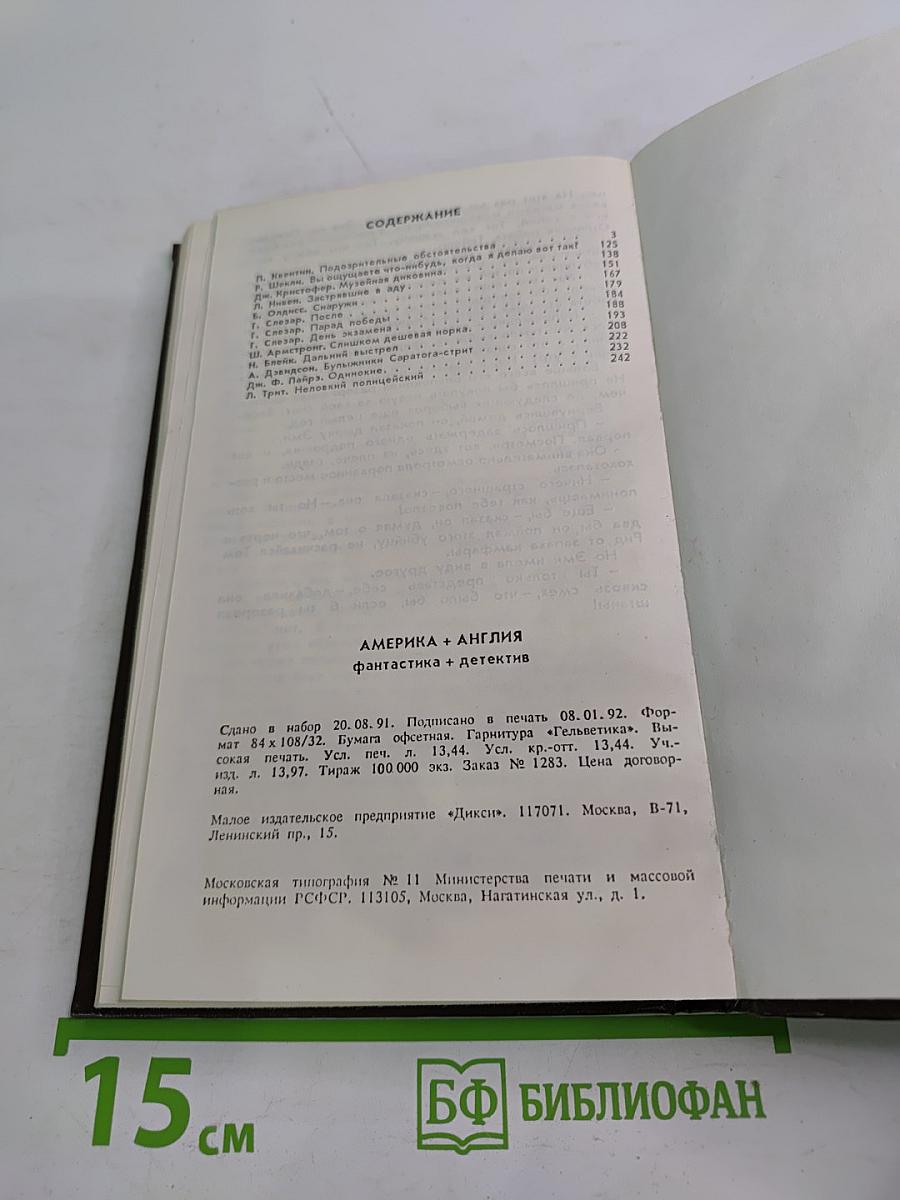 СОДЕРЖАНИЕ
П. Квентин. Подозрительные обстоятельства . . . . . . . 3
Р. Шекли. Вы ощущаете что-нибудь, когда я делаю вот так? 125
Дж. Кристофер. Музейная диковина. . . . . . . . . . . 138
Л. Нивен. Застрявшие в аду . . . . . . . . . . . 151
Б. Олдисс. Снаружи . . . . . . . . . . . 167
Г. Слезар. После . . . . . . . . . . . 179
Г. Слезар. Парад победы . . . . . . . . . . . 184
Г. Слезар. День экзамена . . . . . . . . . . . 188
Ш. Армстронг. Слишком дешевая норка. . . . . . . . . . 193
Н. Блейк. Дальний выстрел . . . . . . . . . . . 208
А. Дэвидсон. Булыжники Саратога-стрит . . . . . . . . 222
Дж. Ф. Пайрэ. Одинокие. . . . . . . . . . . 232
Л. Трит. Неловкий полицейский . . . . . . . . . . . 242
АМЕРИКА + АНГЛИЯ
фантастика + детектив
Сдано в набор 20.08.91. Подписано в печать 08.01.92. Фор-
мат 84 x 108/32. Бумага офсетная. Гарнитура «Гельветика». Вы-
сокая печать. Усл. печ. л. 13,44. Усл. кр.-отт. 13,44. Уч.-
изд. л. 13,97. Тираж 100 000 экз. Заказ № 1283. Цена договор-
ная.
Малое издательское предприятие «Дикси». 117071. Москва, В-71,
Ленинский пр., 15.
Московская типография № 11 Министерства печати и массовой
информации РСФСР. 113105, Москва, Нагатинская ул., д. 1.
15 см
БФ БИБЛИОФАН